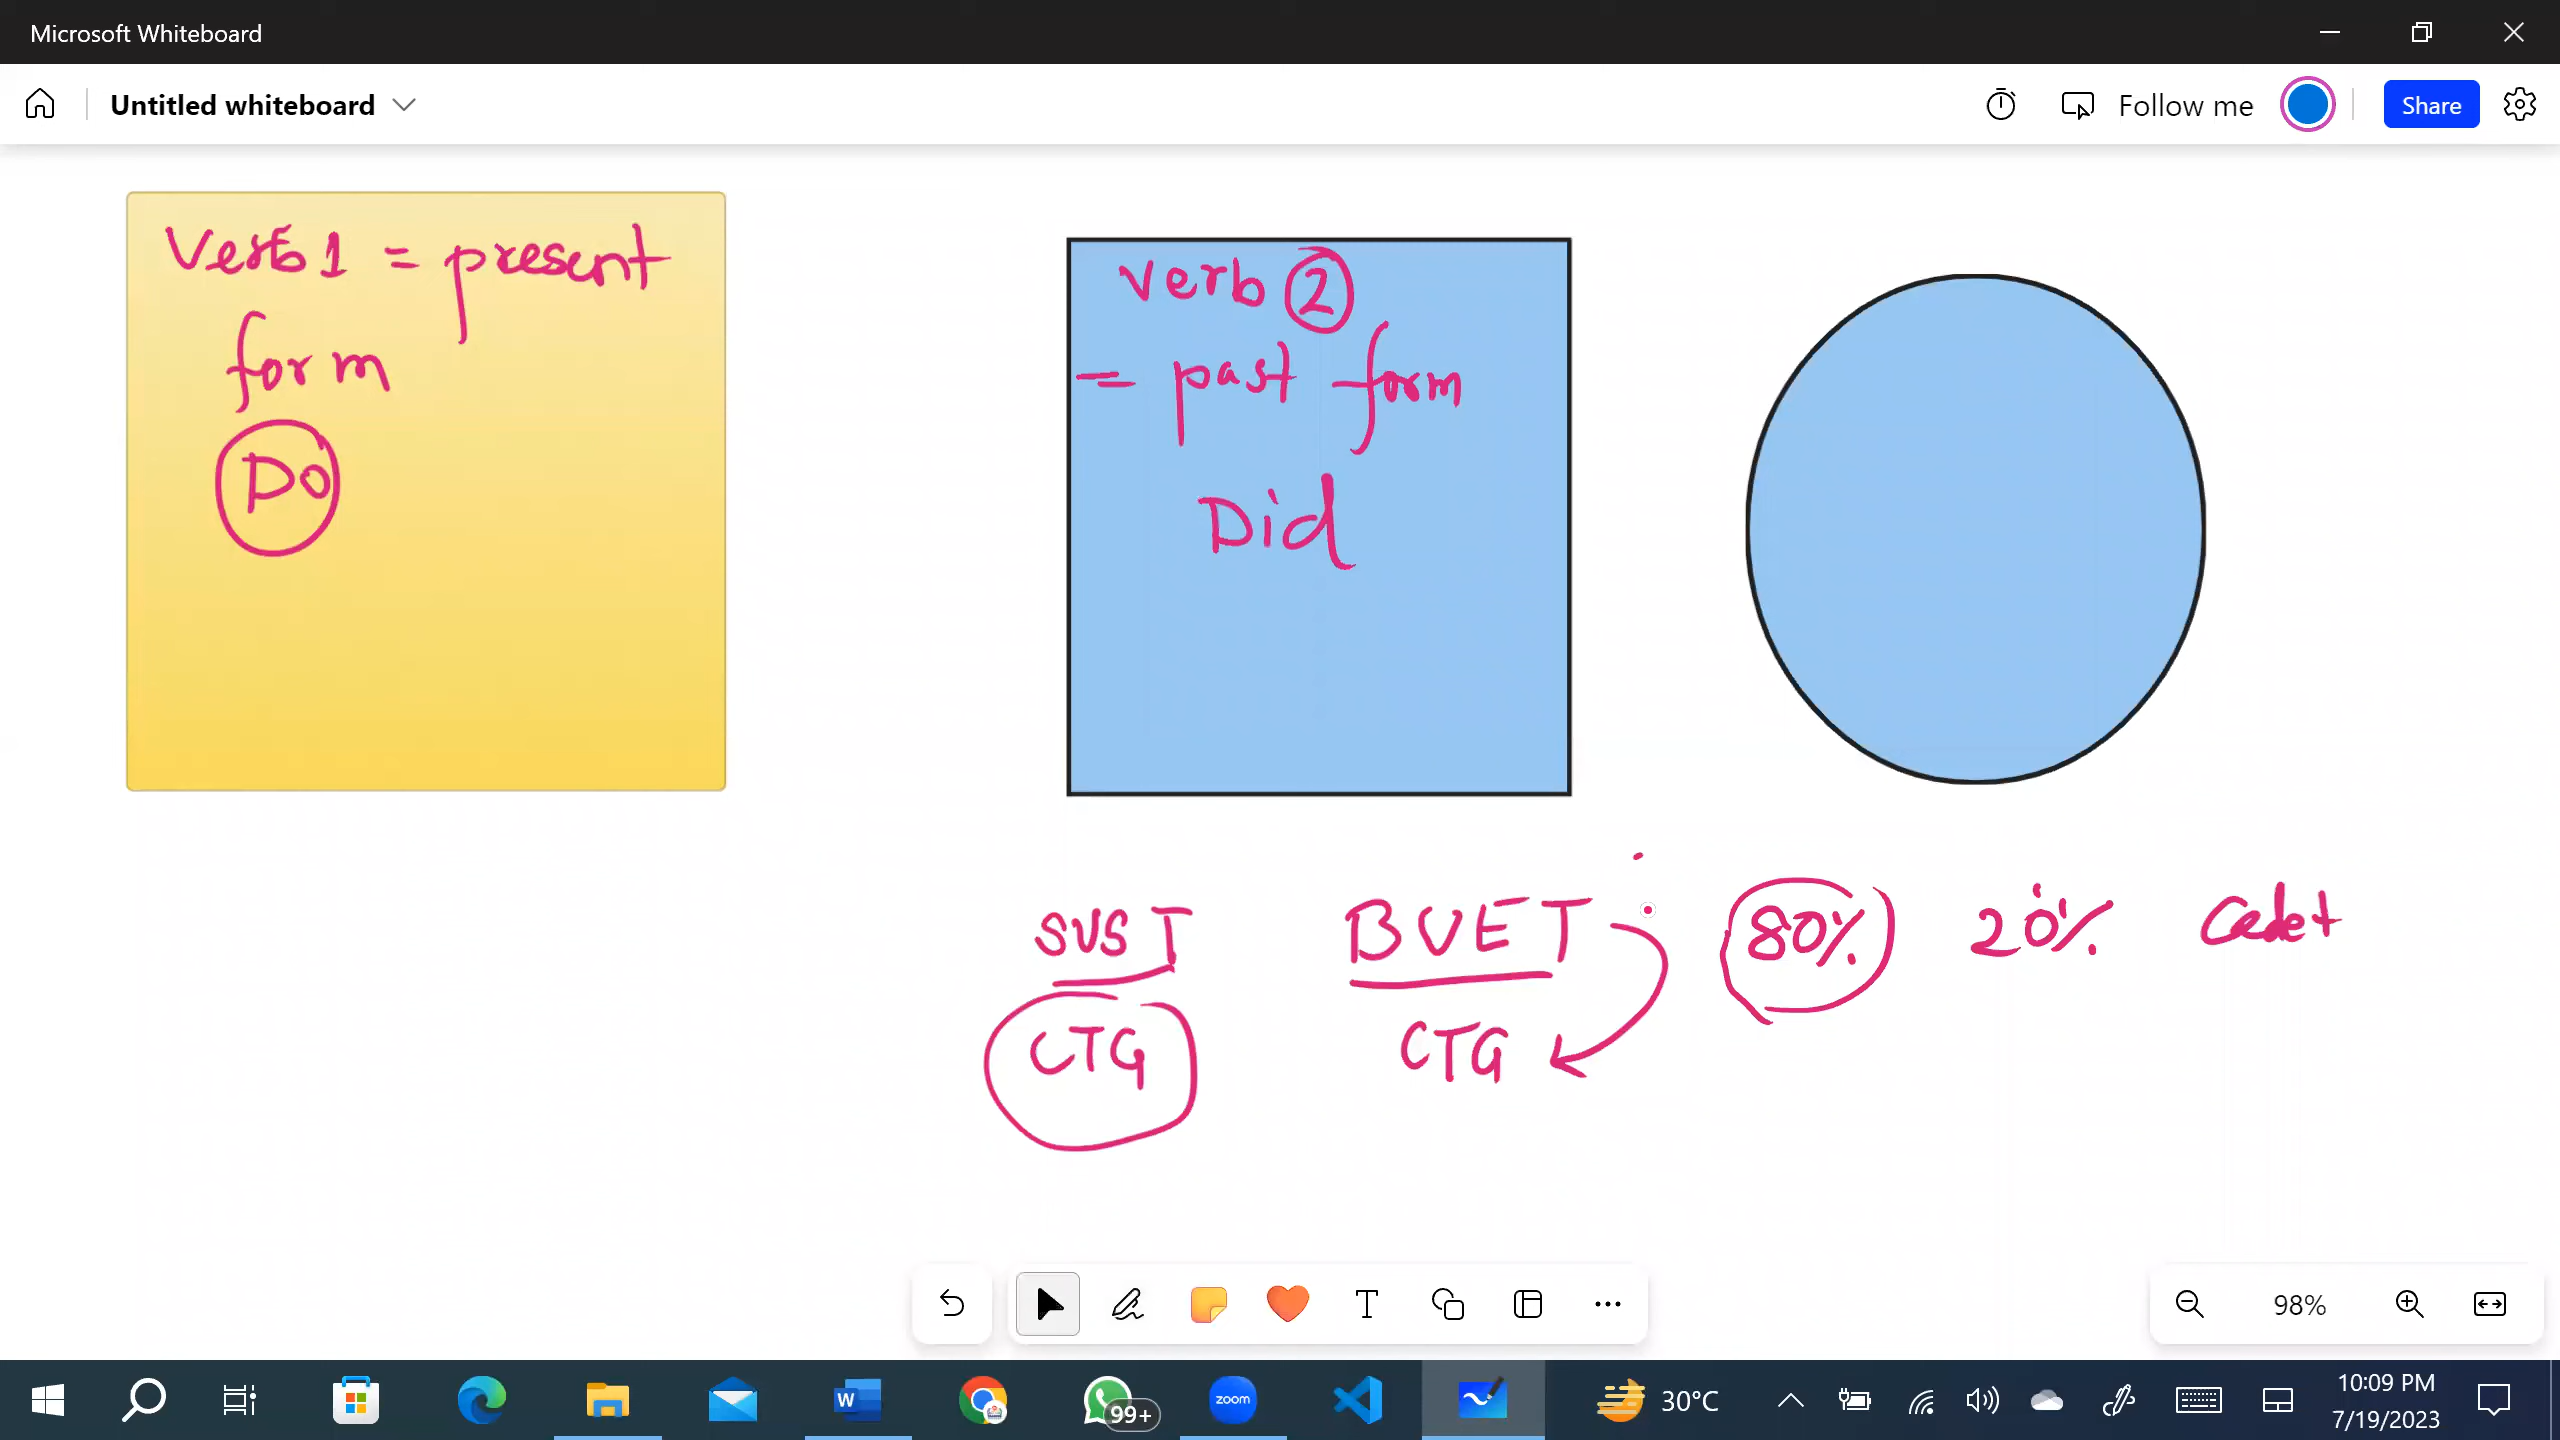 Microsoft Whiteboard
Untitled whiteboard
Follow me
Share
Verb 1 = present
form
Do
verb 2
= past form
Did
SUST BUET 80% 20% Cadet
CTG CTG
T
98%
W
99+
zoom
30°C
10:09 PM
7/19/2023